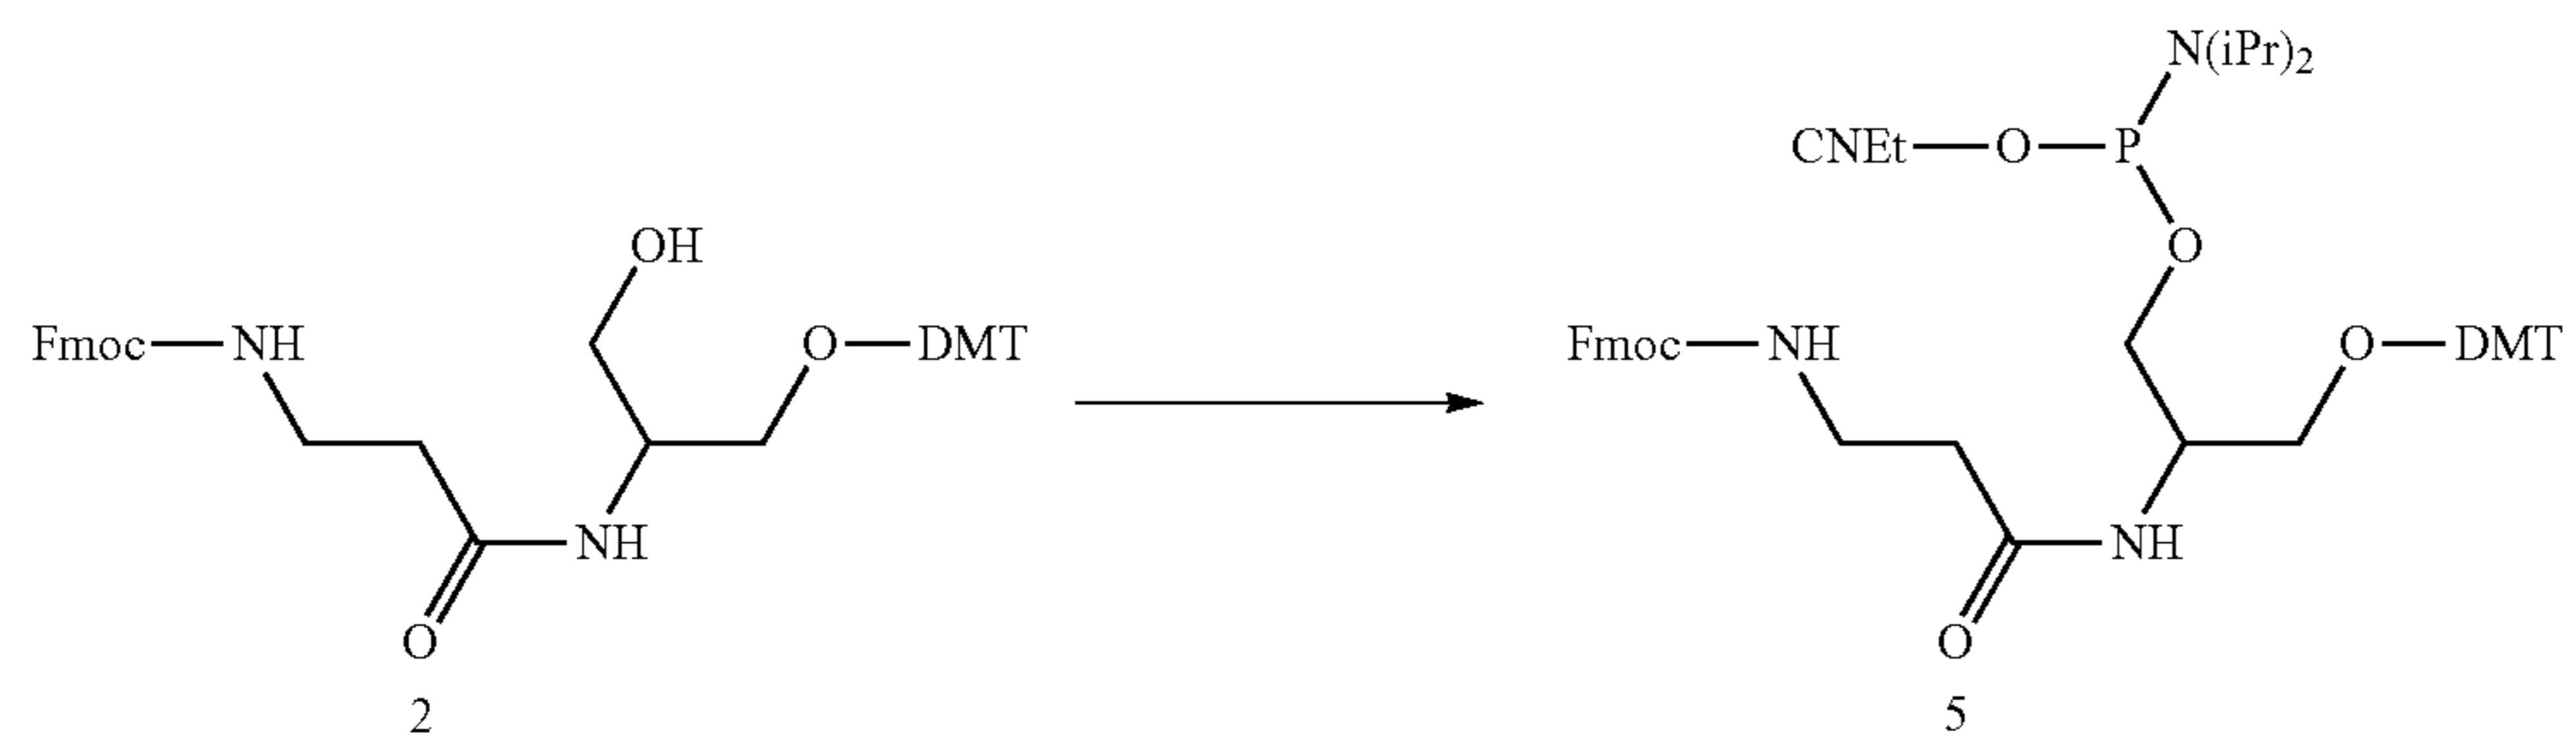 N(iPr)2
CNEt O P
OH O
Fmoc NH O DMT Fmoc NH O DMT
NH NH
O O
2 5